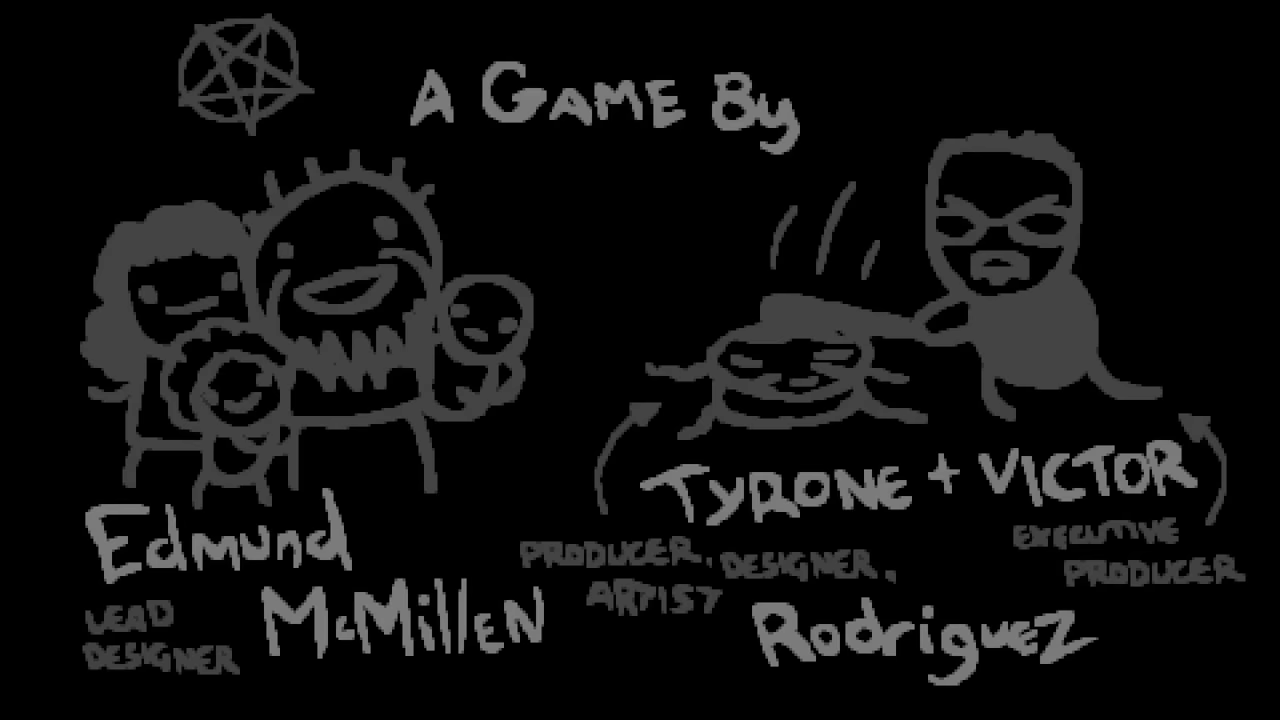 A GAME By
Edmund
McMillEN
LEAD
DESIGNER
TYRONE + VICTOR
PRODUCER, DESIGNER,
ARTIST
EXECUTIVE
PRODUCER
RodriguEZ